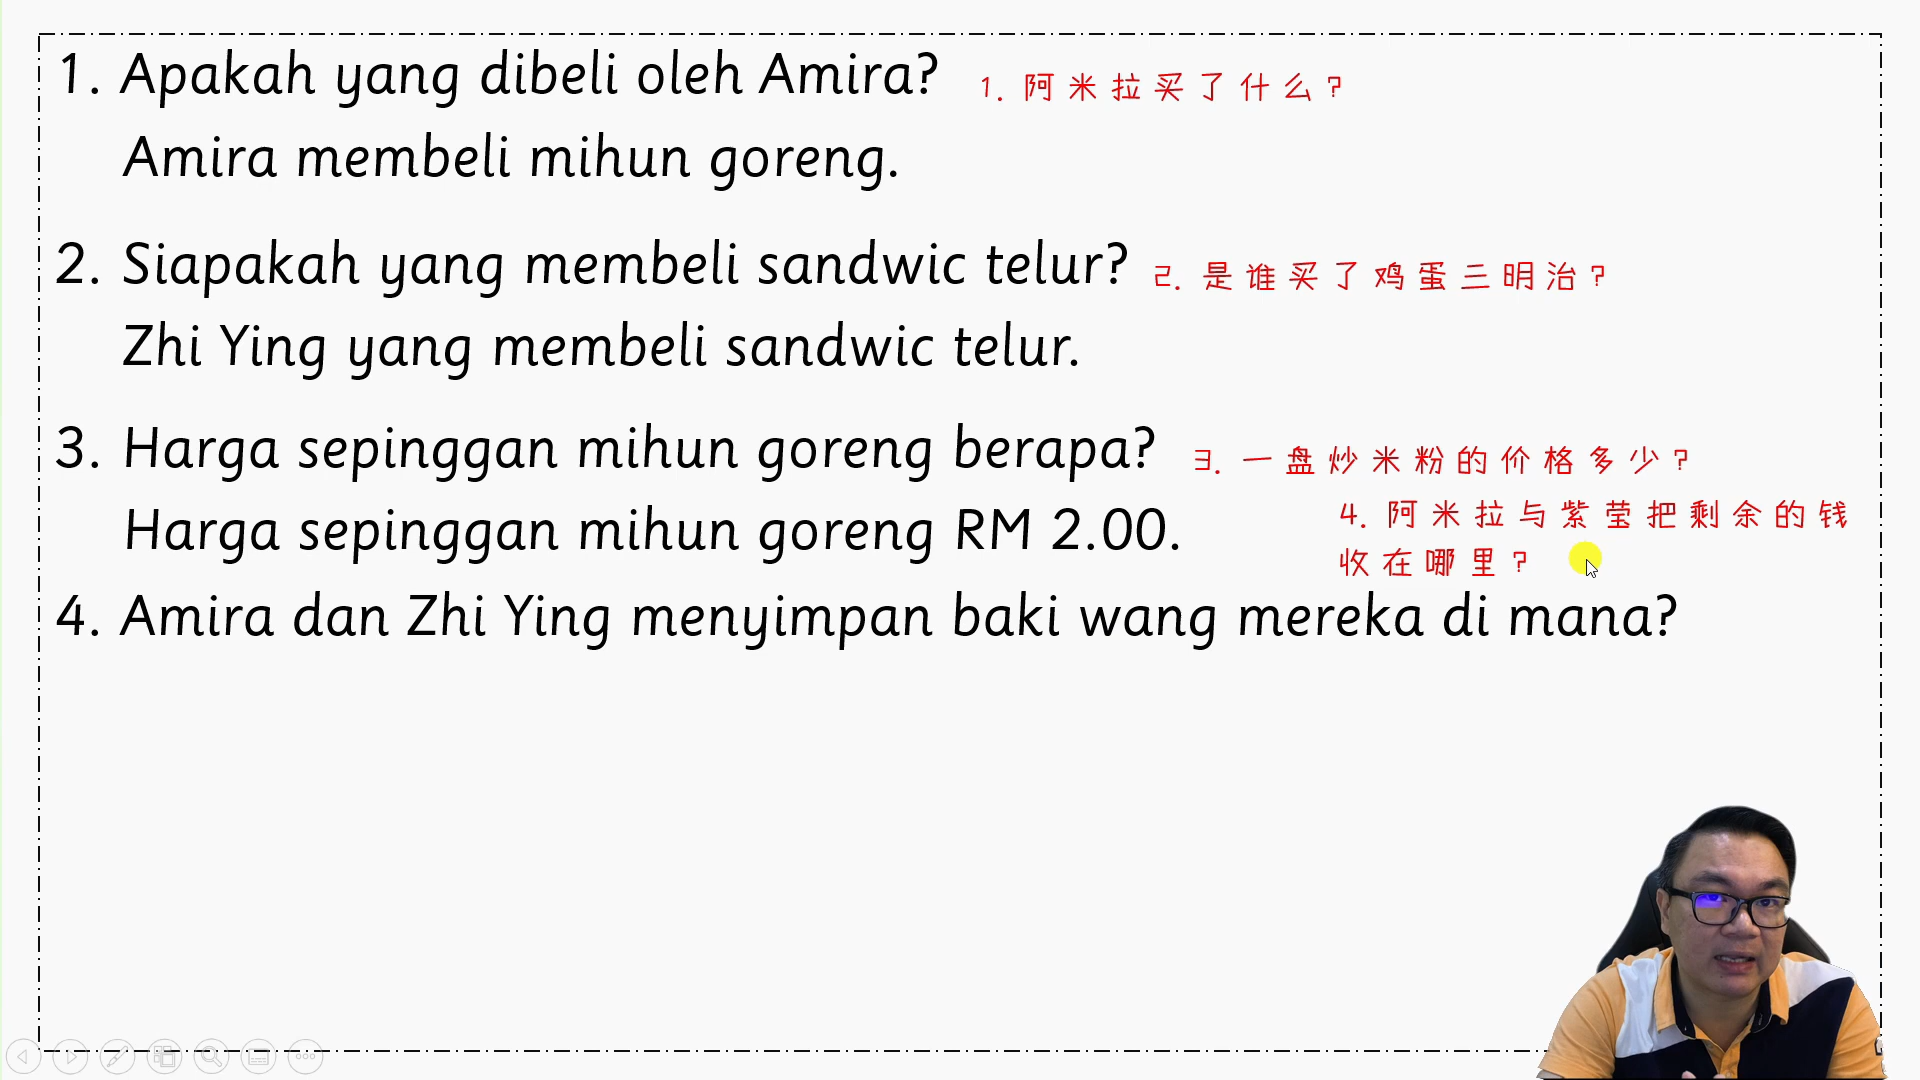 1. Apakah yang dibeli oleh Amira? 1. 阿米拉买了什么?
Amira membeli mihun goreng.
2. Siapakah yang membeli sandwic telur? 2. 是谁买了鸡蛋三明治?
Zhi Ying yang membeli sandwic telur.
3. Harga sepinggan mihun goreng berapa? 3. 一盘炒米粉的价格多少?
Harga sepinggan mihun goreng RM 2.00.
4. 阿米拉与紫莹把剩余的钱
收在哪里?
4. Amira dan Zhi Ying menyimpan baki wang mereka di mana?